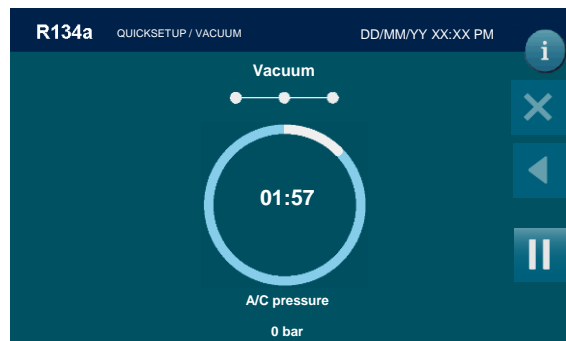 R134a QUICKSETUP / VACUUM DD/MM/YY XX:XX PM
i
Vacuum
01:57
A/C pressure
0 bar